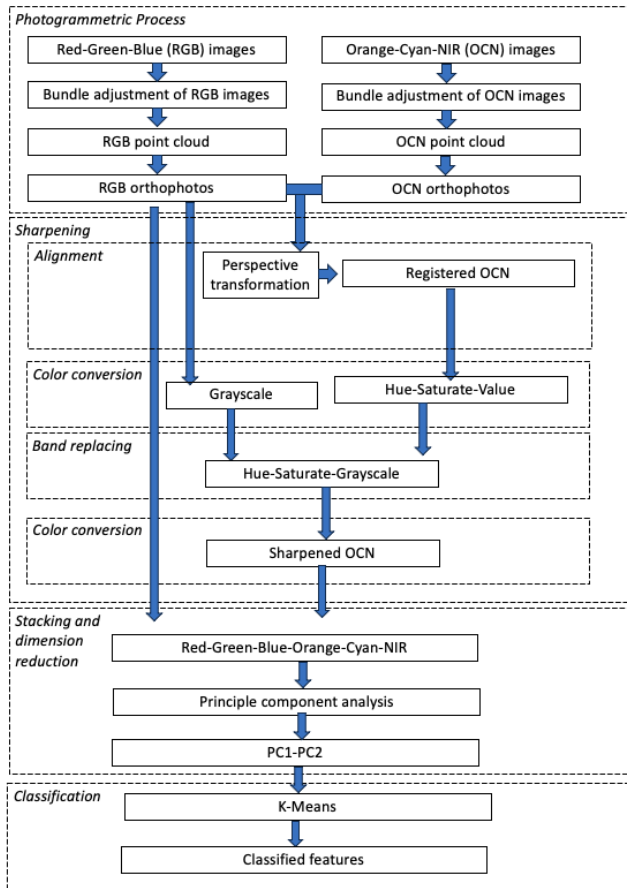 Photogrammetric Process
Red-Green-Blue (RGB) images
Orange-Cyan-NIR (OCN) images
Bundle adjustment of RGB images
Bundle adjustment of OCN images
RGB point cloud
OCN point cloud
RGB orthophotos
OCN orthophotos
Sharpening
Alignment
Perspective
transformation
Registered OCN
Color conversion
Grayscale
Hue-Saturate-Value
Band replacing
Hue-Saturate-Grayscale
Color conversion
Sharpened OCN
Stacking and
dimension
reduction
Red-Green-Blue-Orange-Cyan-NIR
Principle component analysis
PC1-PC2
Classification
K-Means
Classified features